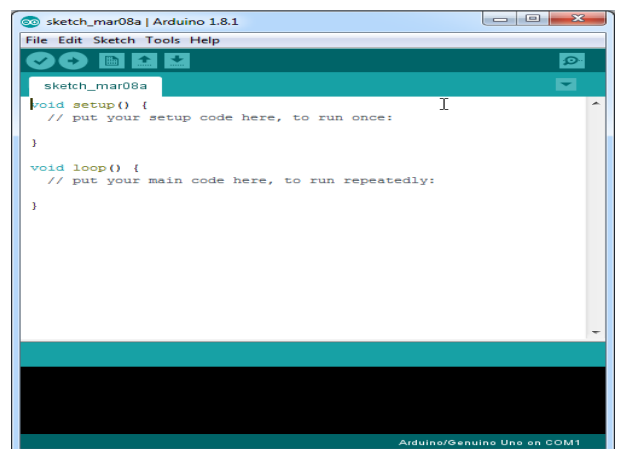 sketch_mar08a | Arduino 1.8.1
File Edit Sketch Tools Help
sketch_mar08a
void setup() {
  // put your setup code here, to run once:
}
void loop() {
  // put your main code here, to run repeatedly:
}
Arduino/Genuino Uno on COM1